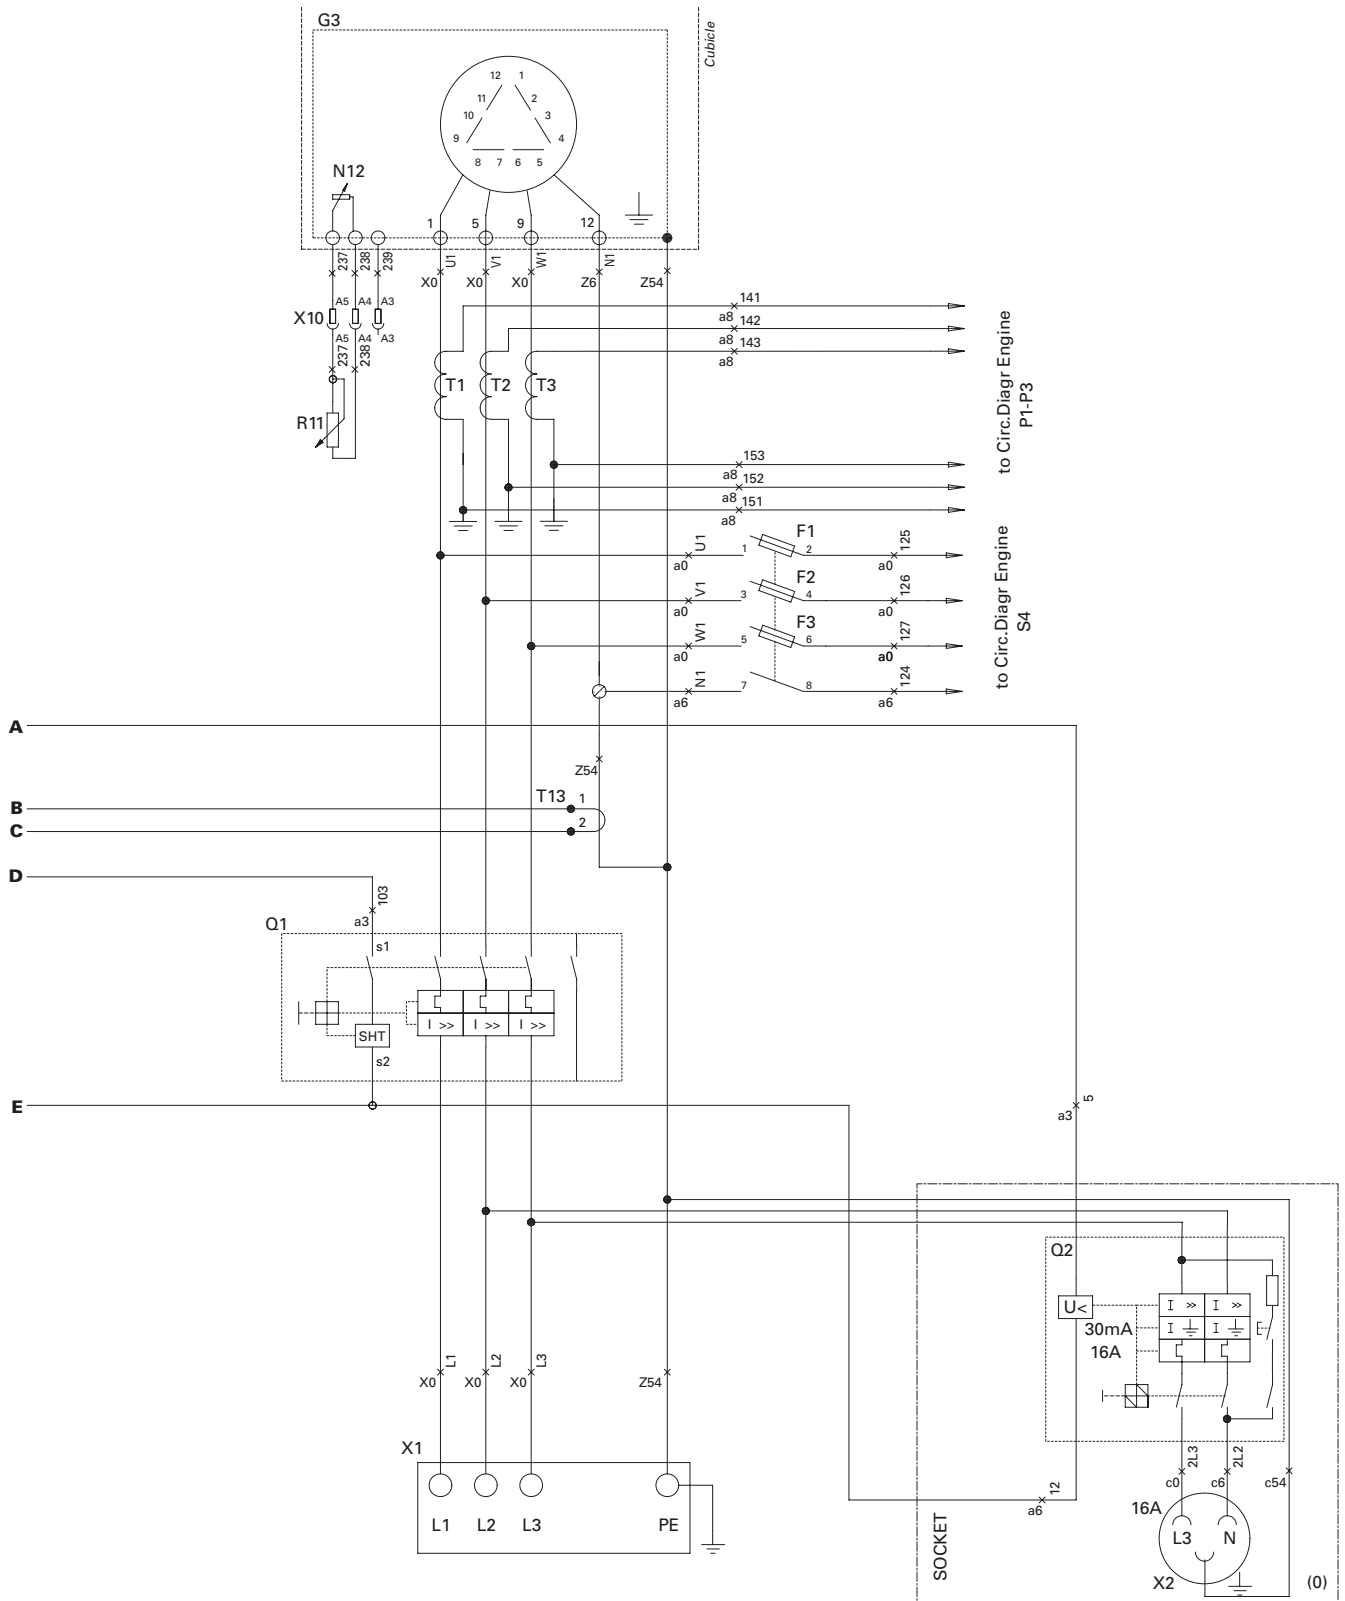 G3
Cubicle
12 1
11 2
10 3
9 4
8 7 6 5
N12
1 5 9 12
237 238 239 U1 V1 W1 N1
X0 X0 X0 Z6 Z54
141
a8
142
a8
143
a8
X10 A5 A4 A3
A5 A4 A3
237 238
T1 T2 T3
R11
to Circ.Diagr Engine
P1-P3
153
a8
152
a8
151
a8
U1 1 F1 2 125
a0 a0
V1 3 F2 4 126
a0 a0
W1 5 F3 6 127
a0 a0
N1 7 8 124
a6 a6
to Circ.Diagr Engine
S4
A
Z54
T13 1
B
2
C
D
103
a3
Q1
s1
I >> I >> I >>
SHT
s2
E
5
a3
Q2
U<
I >> I >>
30mA I I
16A
L1 L2 L3
X0 X0 X0 Z54
X1
L1 L2 L3 PE
2L3 2L2
c0 c6 c54
12
a6
16A
L3 N
X2
SOCKET
(0)